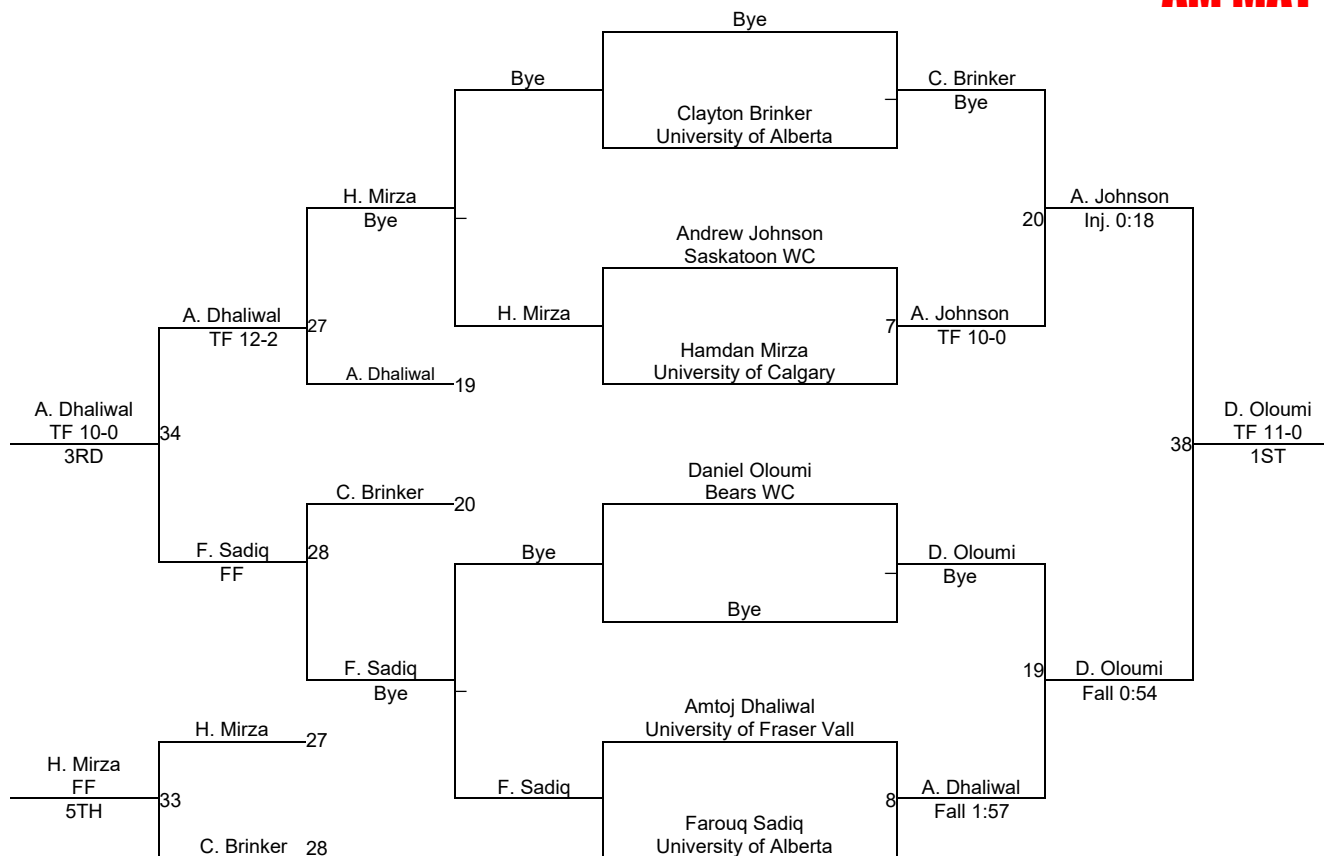 AM MAT
Bye
Bye
C. Brinker
Bye
Clayton Brinker
University of Alberta
H. Mirza
Bye
A. Johnson
20
Inj. 0:18
Andrew Johnson
Saskatoon WC
A. Dhaliwal
27
TF 12-2
H. Mirza
7
A. Johnson
TF 10-0
Hamdan Mirza
University of Calgary
A. Dhaliwal
19
A. Dhaliwal
TF 10-0
34
3RD
D. Oloumi
TF 11-0
38
1ST
Daniel Oloumi
Bears WC
C. Brinker
20
F. Sadiq
28
FF
Bye
D. Oloumi
Bye
Bye
F. Sadiq
Bye
19
D. Oloumi
Fall 0:54
Amtoj Dhaliwal
University of Fraser Vall
H. Mirza
27
H. Mirza
FF
33
5TH
F. Sadiq
8
A. Dhaliwal
Fall 1:57
Farouq Sadiq
University of Alberta
C. Brinker
28